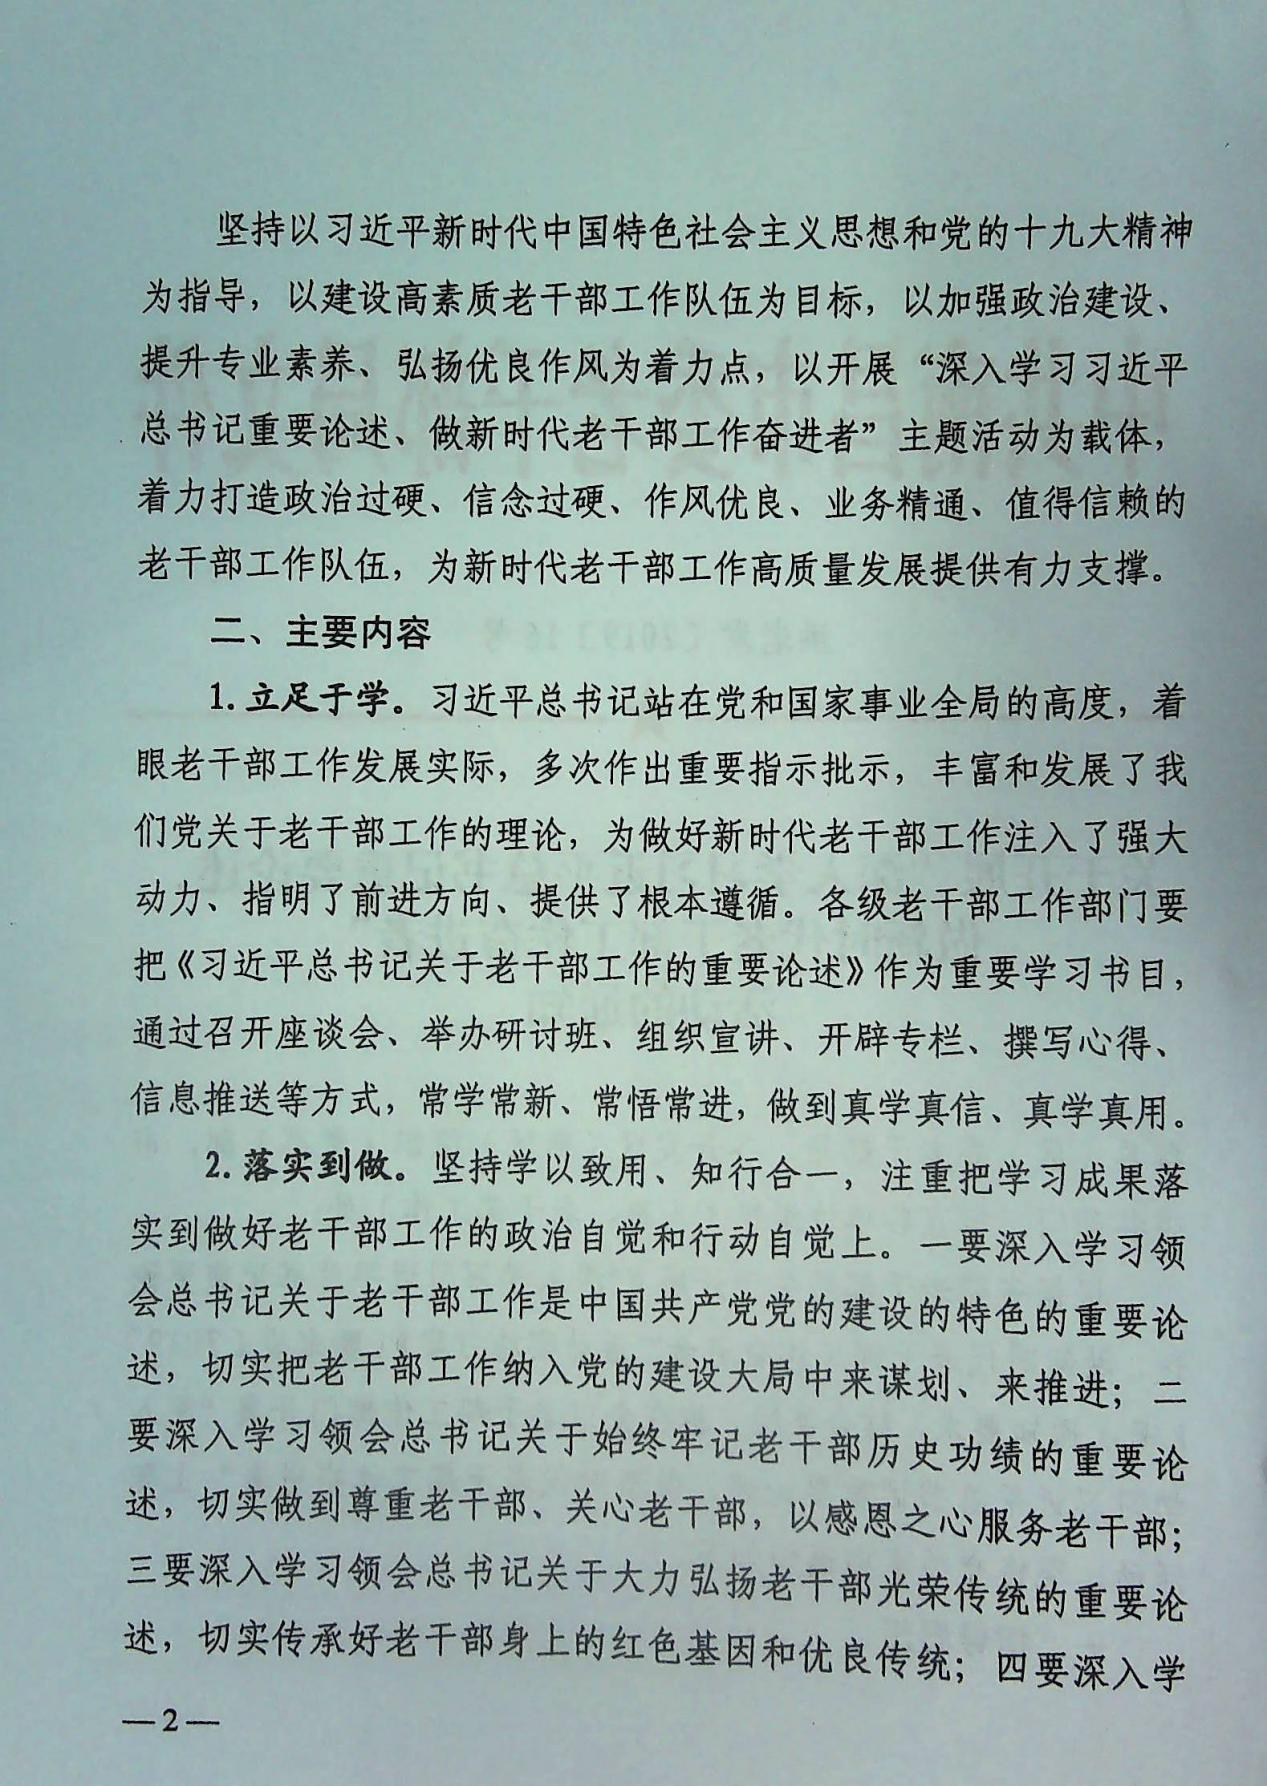 坚持以习近平新时代中国特色社会主义思想和党的十九大精神
为指导，以建设高素质老干部工作队伍为目标，以加强政治建设、
提升专业素养、弘扬优良作风为着力点，以开展“深入学习习近平
总书记重要论述、做新时代老干部工作奋进者”主题活动为载体，
着力打造政治过硬、信念过硬、作风优良、业务精通、值得信赖的
老干部工作队伍，为新时代老干部工作高质量发展提供有力支撑。
二、主要内容
1.立足于学。习近平总书记站在党和国家事业全局的高度，着
眼老干部工作发展实际，多次作出重要指示批示，丰富和发展了我
们党关于老干部工作的理论，为做好新时代老干部工作注入了强大
动力、指明了前进方向、提供了根本遵循。各级老干部工作部门要
把《习近平总书记关于老干部工作的重要论述》作为重要学习书目，
通过召开座谈会、举办研讨班、组织宣讲、开辟专栏、撰写心得、
信息推送等方式，常学常新、常悟常进，做到真学真信、真学真用。
2.落实到做。坚持学以致用、知行合一，注重把学习成果落
实到做好老干部工作的政治自觉和行动自觉上。一要深入学习领
会总书记关于老干部工作是中国共产党党的建设的特色的重要论
述，切实把老干部工作纳入党的建设大局中来谋划、来推进；二
要深入学习领会总书记关于始终牢记老干部历史功绩的重要论
述，切实做到尊重老干部、关心老干部，以感恩之心服务老干部；
三要深入学习领会总书记关于大力弘扬老干部光荣传统的重要论
述，切实传承好老干部身上的红色基因和优良传统；四要深入学
—2—